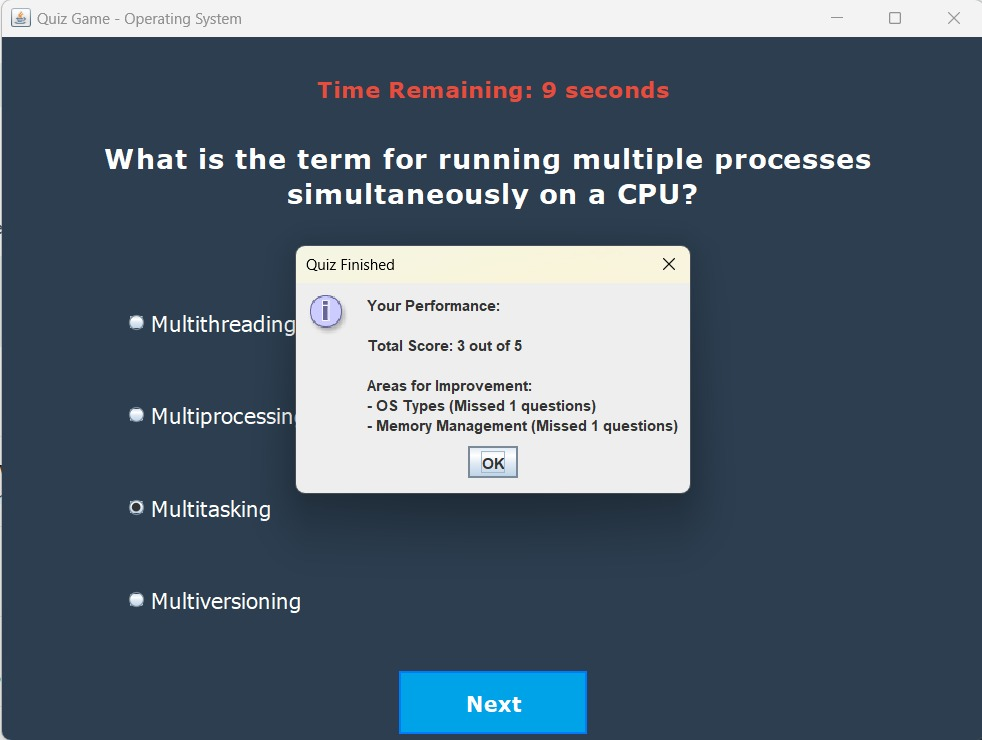 Quiz Game - Operating System
Time Remaining: 9 seconds
What is the term for running multiple processes
simultaneously on a CPU?
Quiz Finished
Your Performance:
Total Score: 3 out of 5
Areas for Improvement:
- OS Types (Missed 1 questions)
- Memory Management (Missed 1 questions)
OK
Multithreading
Multiprocessing
Multitasking
Multiversioning
Next